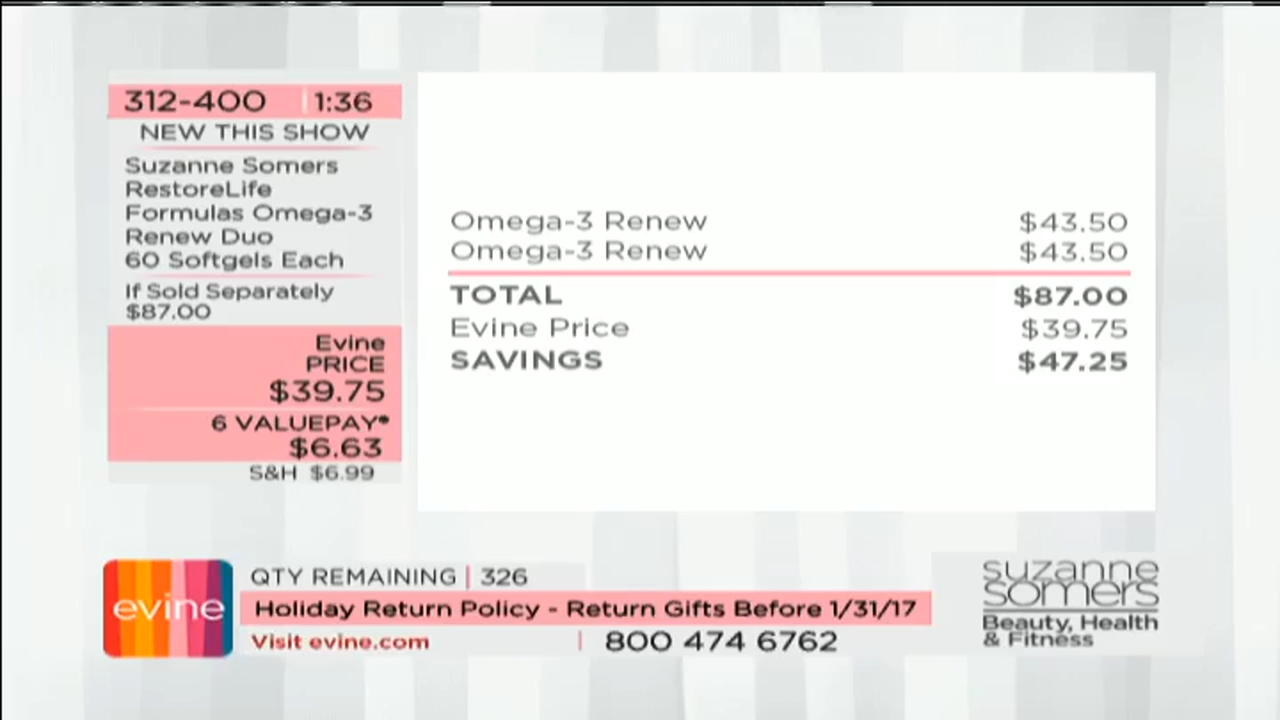 312-400 1:36
NEW THIS SHOW
Suzanne Somers
RestoreLife
Formulas Omega-3
Renew Duo
60 Softgels Each
If Sold Separately
$87.00
Evine
PRICE
$39.75
6 VALUEPAY®
$6.63
S&H $6.99
Omega-3 Renew $43.50
Omega-3 Renew $43.50
TOTAL $87.00
Evine Price $39.75
SAVINGS $47.25
evine
QTY REMAINING | 326
Holiday Return Policy - Return Gifts Before 1/31/17
Visit evine.com | 800 474 6762
suzanne
somers
Beauty, Health
& Fitness